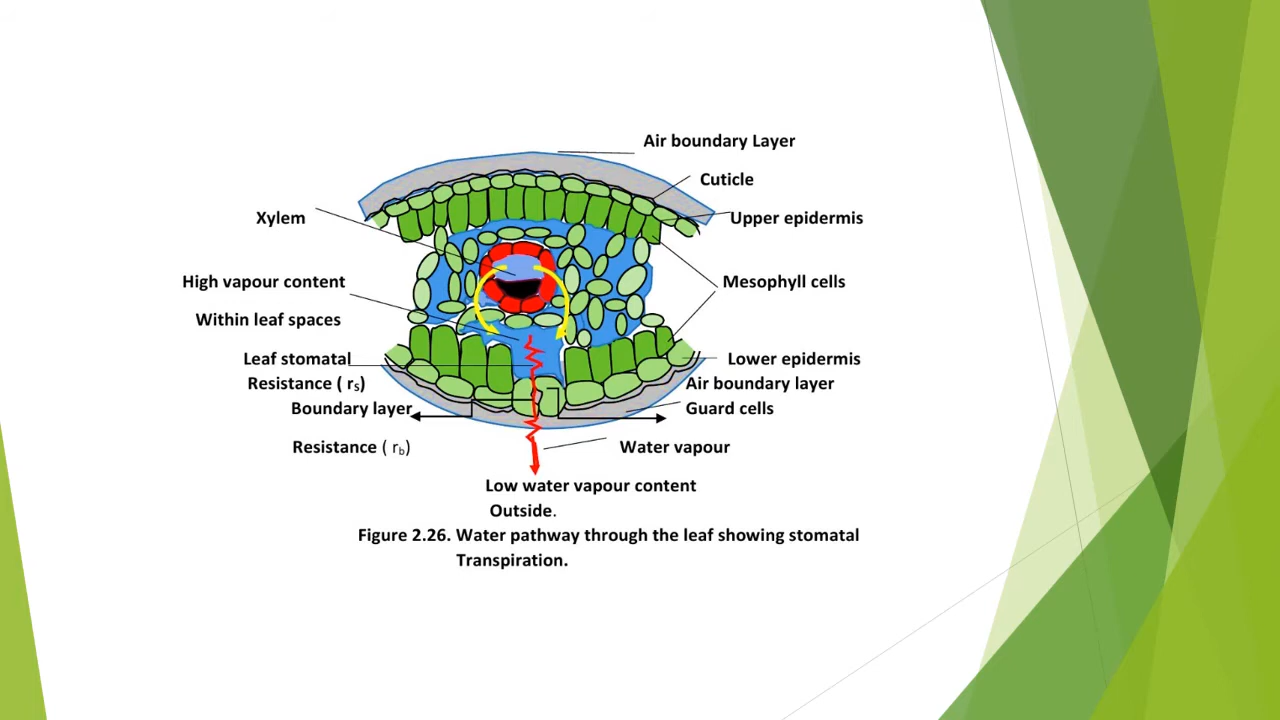 Air boundary Layer
Cuticle
Xylem
Upper epidermis
High vapour content
Mesophyll cells
Within leaf spaces
Leaf stomatal
Lower epidermis
Resistance ( rs)
Air boundary layer
Boundary layer
Guard cells
Resistance ( rb)
Water vapour
Low water vapour content
Outside.
Figure 2.26. Water pathway through the leaf showing stomatal
Transpiration.